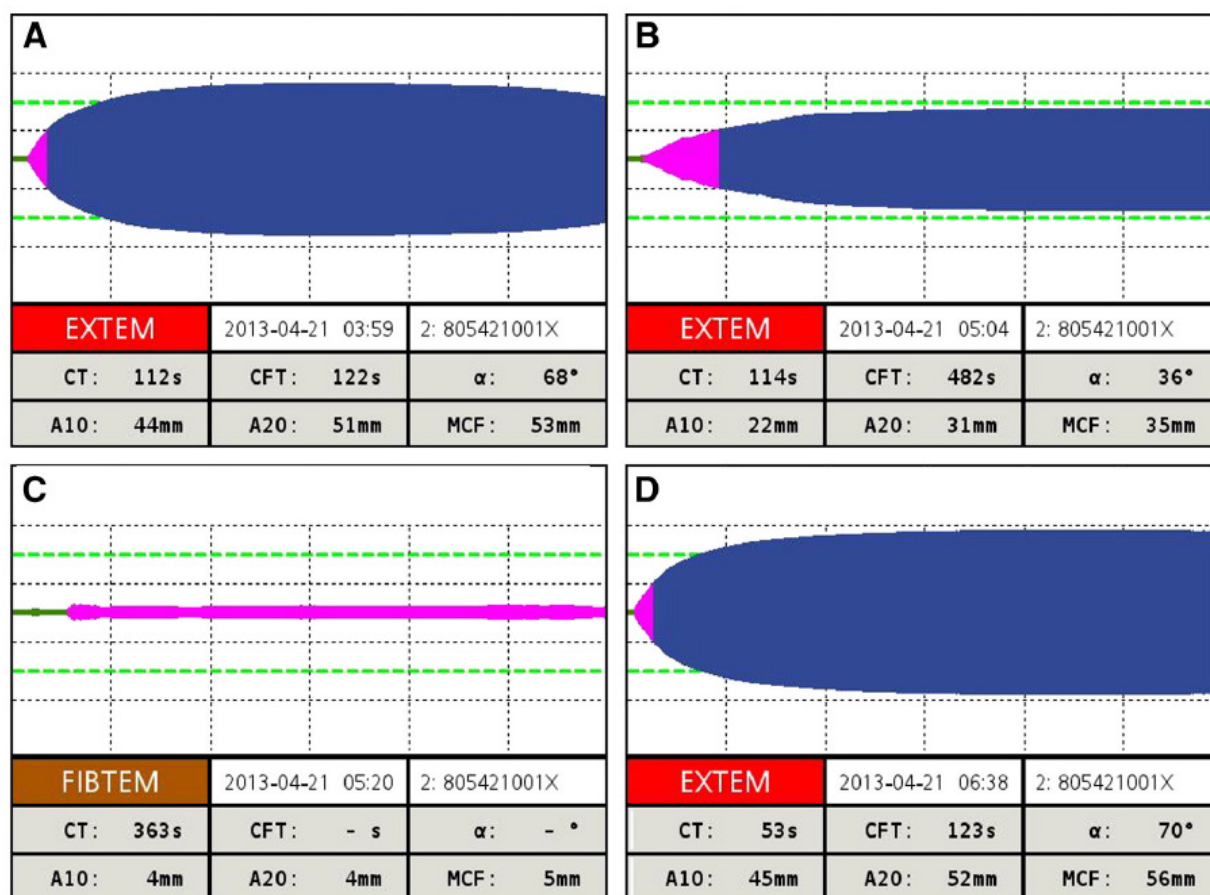 A
EXTEM 2013-04-21 03:59 2: 805421001X
CT: 112s CFT: 122s α: 68°
A10: 44mm A20: 51mm MCF: 53mm
B
EXTEM 2013-04-21 05:04 2: 805421001X
CT: 114s CFT: 482s α: 36°
A10: 22mm A20: 31mm MCF: 35mm
C
FIBTEM 2013-04-21 05:20 2: 805421001X
CT: 363s CFT: - s α: - °
A10: 4mm A20: 4mm MCF: 5mm
D
EXTEM 2013-04-21 06:38 2: 805421001X
CT: 53s CFT: 123s α: 70°
A10: 45mm A20: 52mm MCF: 56mm